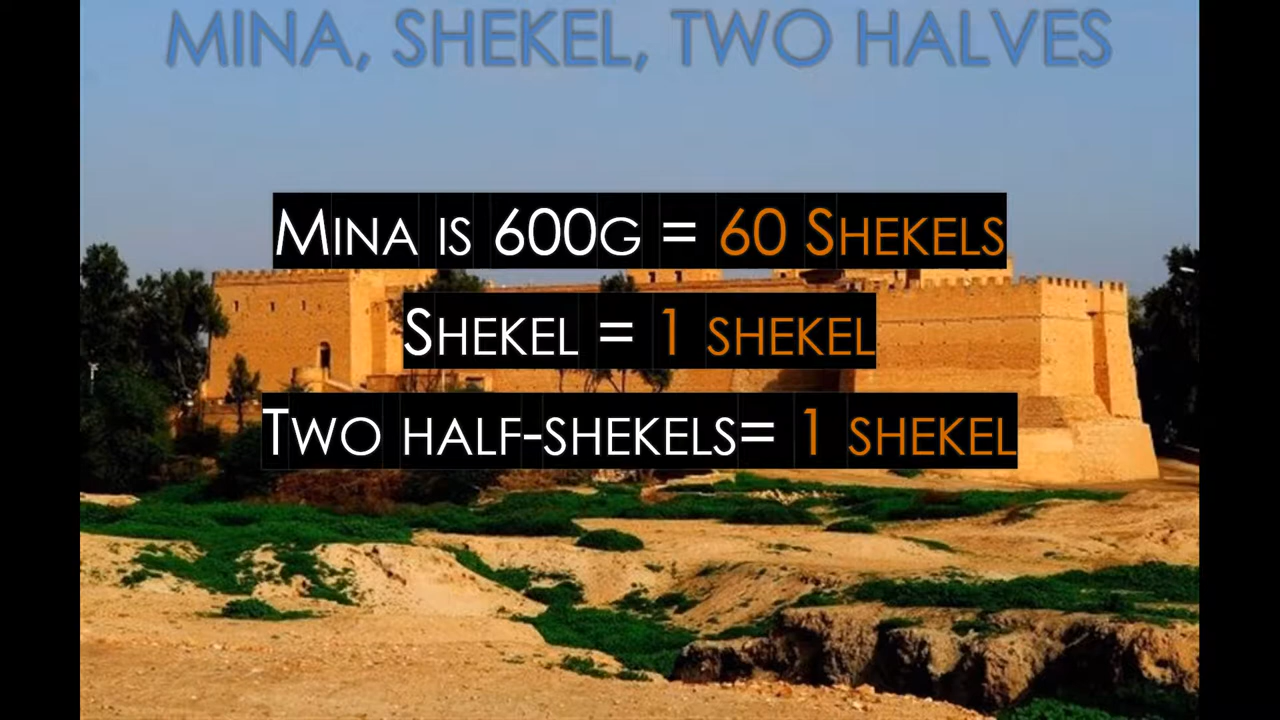 MINA, SHEKEL, TWO HALVES
MINA IS 600G = 60 SHEKELS
SHEKEL = 1 SHEKEL
TWO HALF-SHEKELS= 1 SHEKEL